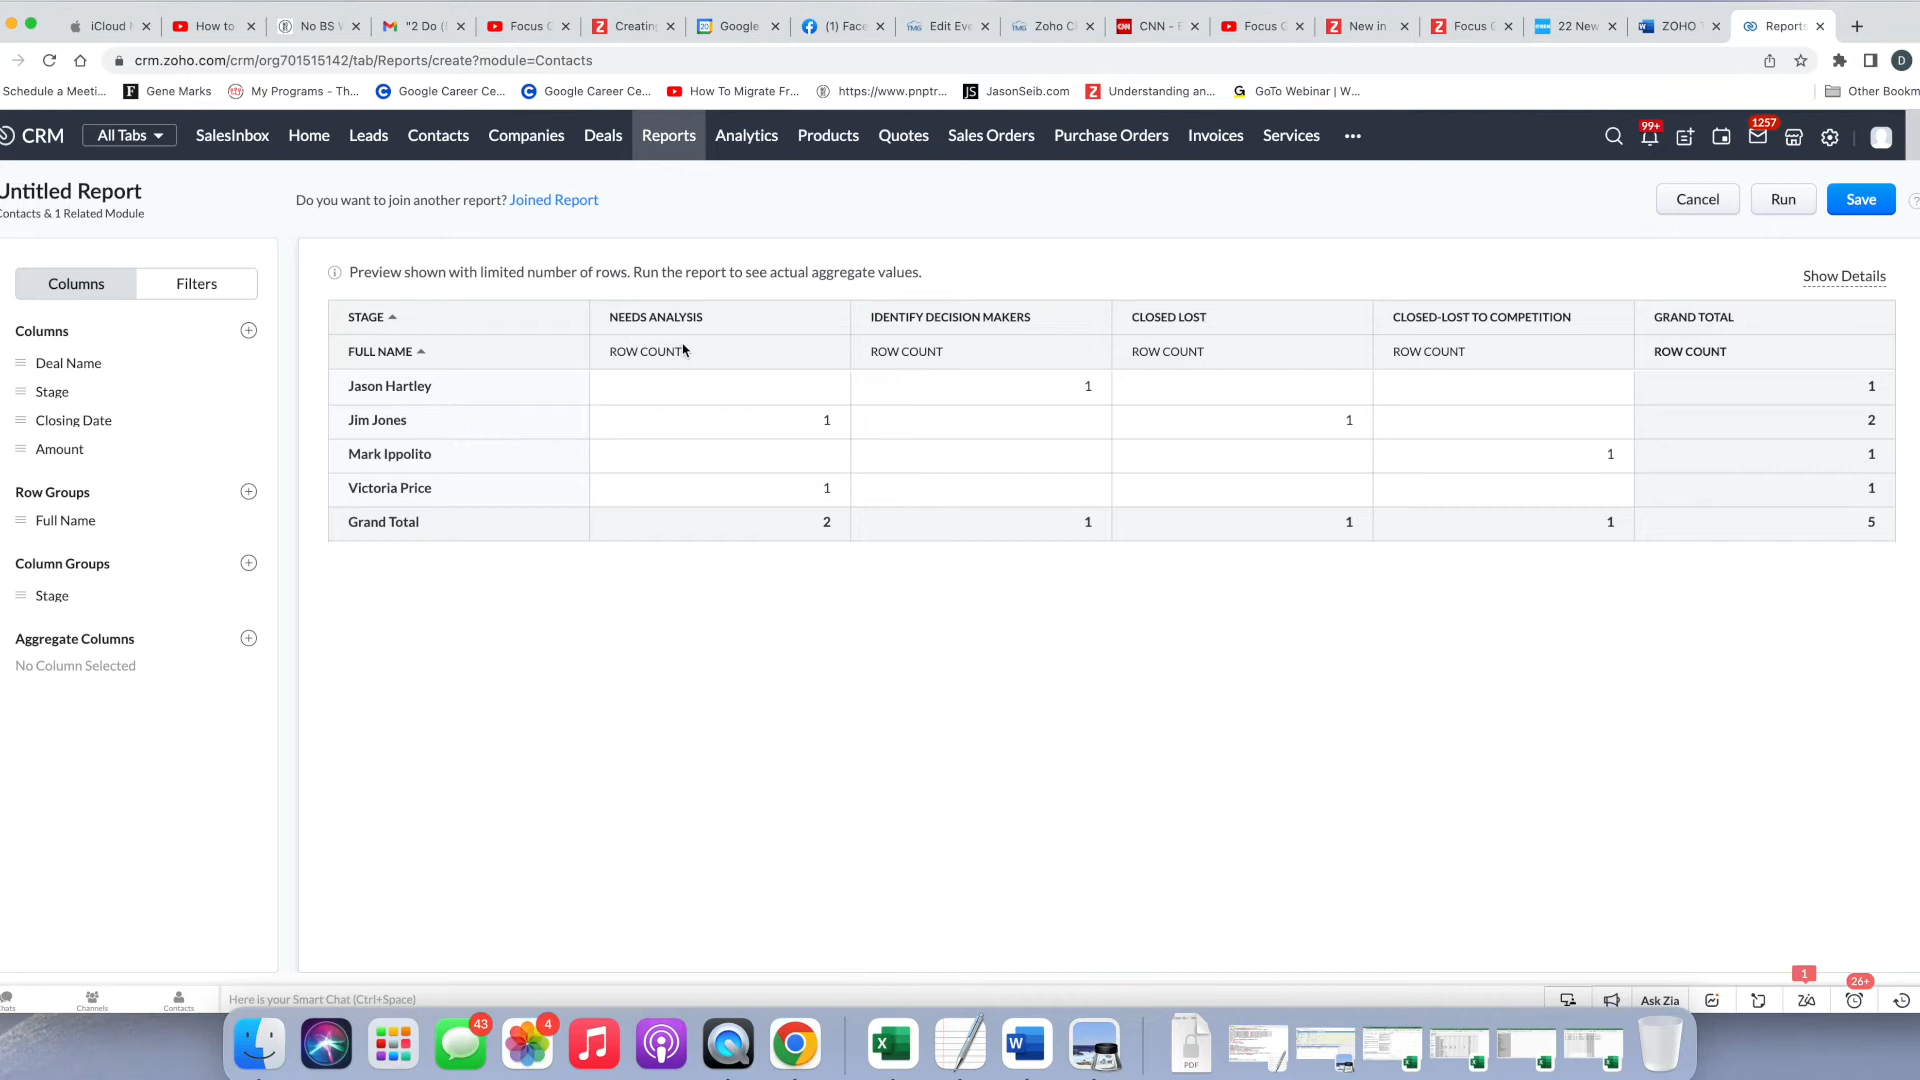 iCloud
How to
No BS
"2 Do (
Focus
Creatin
Google
(1) Face
Edit Eve
Zoho C
CNN -
Focus
New in
Focus
22 New
ZOHO
Reports
crm.zoho.com/crm/org701515142/tab/Reports/create?module=Contacts
D
Schedule a Meeti...
Gene Marks
My Programs - Th...
Google Career Ce...
Google Career Ce...
How To Migrate Fr...
https://www.pnptr...
JasonSeib.com
Understanding an...
GoTo Webinar | W...
Other Bookm
CRM
All Tabs
SalesInbox
Home
Leads
Contacts
Companies
Deals
Reports
Analytics
Products
Quotes
Sales Orders
Purchase Orders
Invoices
Services
99+
1257
Untitled Report
Contacts & 1 Related Module
Do you want to join another report? Joined Report
Cancel
Run
Save
Columns
Filters
Columns
Deal Name
Stage
Closing Date
Amount
Row Groups
Full Name
Column Groups
Stage
Aggregate Columns
No Column Selected
Preview shown with limited number of rows. Run the report to see actual aggregate values.
Show Details
STAGE NEEDS ANALYSIS IDENTIFY DECISION MAKERS CLOSED LOST CLOSED-LOST TO COMPETITION GRAND TOTAL
FULL NAME ROW COUNT ROW COUNT ROW COUNT ROW COUNT ROW COUNT
Jason Hartley 1 1
Jim Jones 1 1 2
Mark Ippolito 1 1
Victoria Price 1 1
Grand Total 2 1 1 1 5
Chats
Channels
Contacts
Here is your Smart Chat (Ctrl+Space)
Ask Zia
1
26+
43
4
PDF